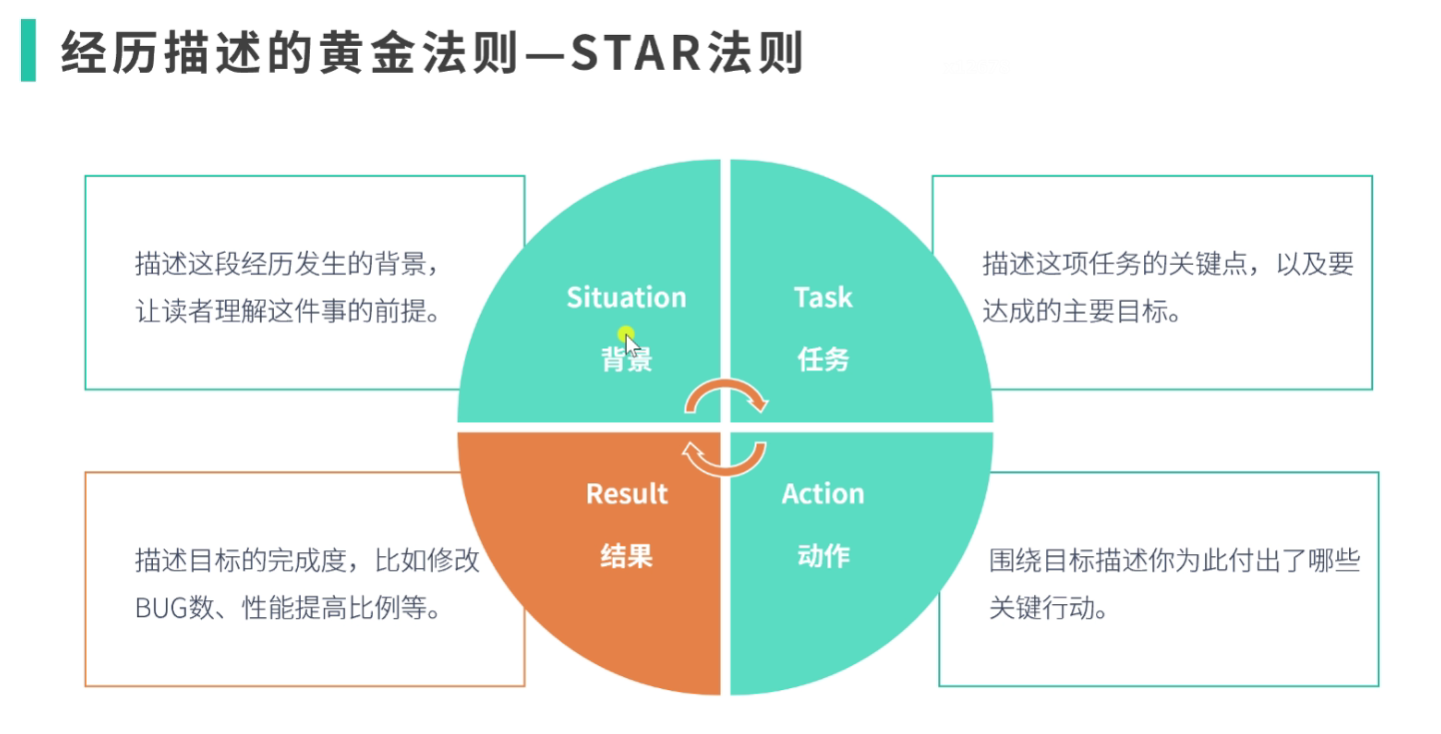 经历描述的黄金法则—STAR法则
描述这段经历发生的背景，
让读者理解这件事的前提。
Situation
背景
Task
任务
描述这项任务的关键点，以及要
达成的主要目标。
描述目标的完成度，比如修改
BUG数、性能提高比例等。
Result
结果
Action
动作
围绕目标描述你为此付出了哪些
关键行动。